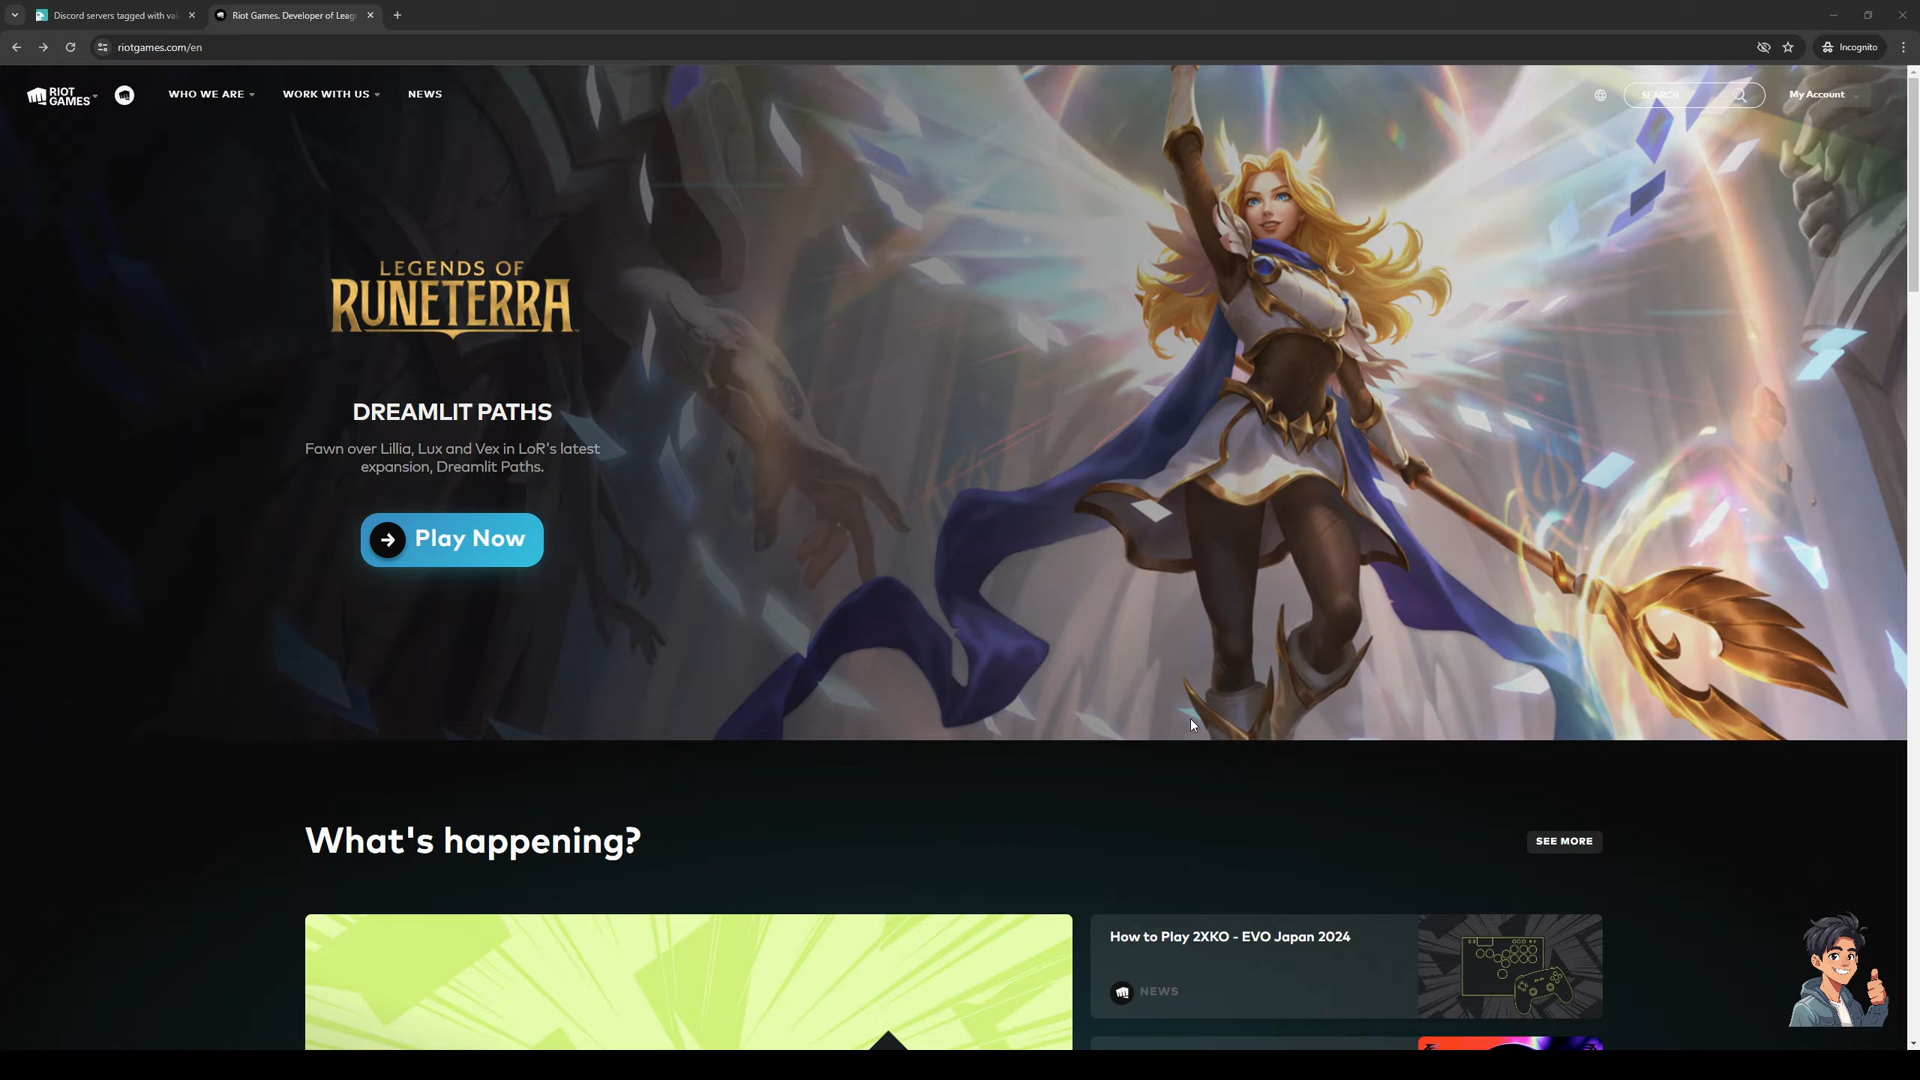 Discord servers tagged with val
Riot Games. Developer of Leag
riotgames.com/en
Incognito
RIOT GAMES
WHO WE ARE
WORK WITH US
NEWS
SEARCH
My Account
LEGENDS OF
RUNETERRA
DREAMLIT PATHS
Fawn over Lillia, Lux and Vex in LoR's latest
expansion, Dreamlit Paths.
Play Now
What's happening?
SEE MORE
How to Play 2XKO - EVO Japan 2024
NEWS